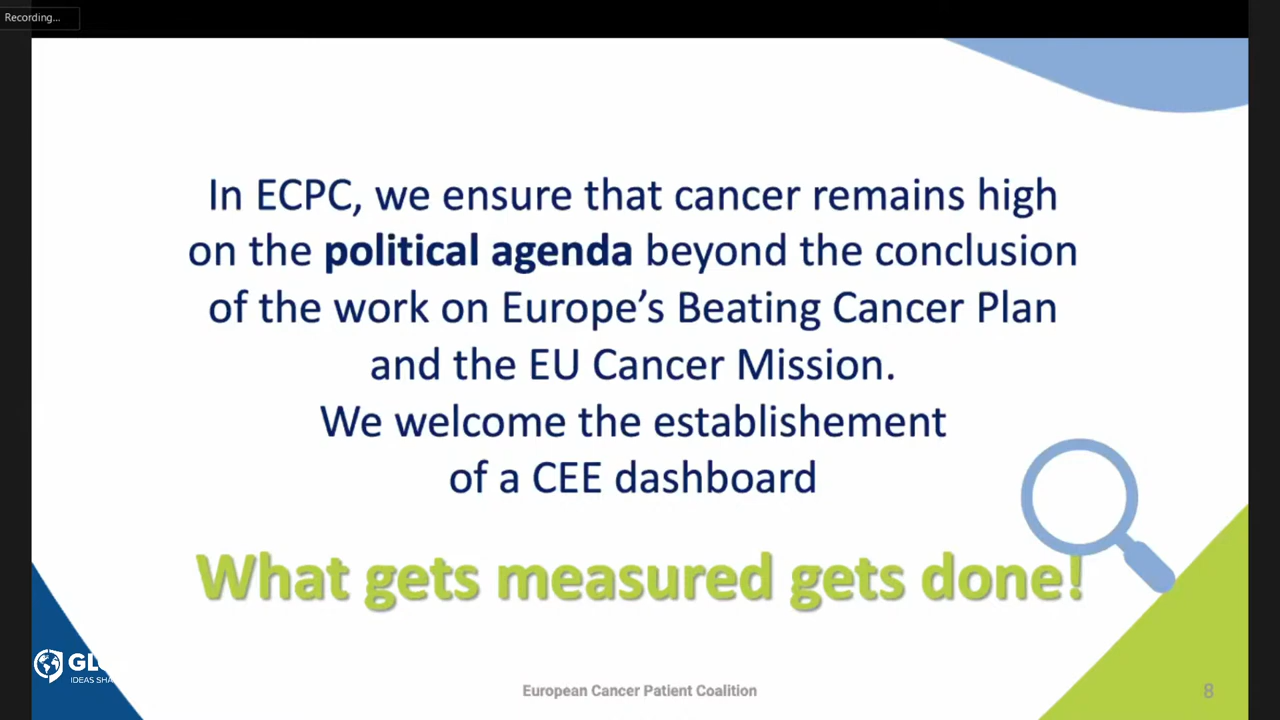 Recording...
In ECPC, we ensure that cancer remains high
on the political agenda beyond the conclusion
of the work on Europe’s Beating Cancer Plan
and the EU Cancer Mission.
We welcome the establishement
of a CEE dashboard
What gets measured gets done!
IDEAS
European Cancer Patient Coalition
8